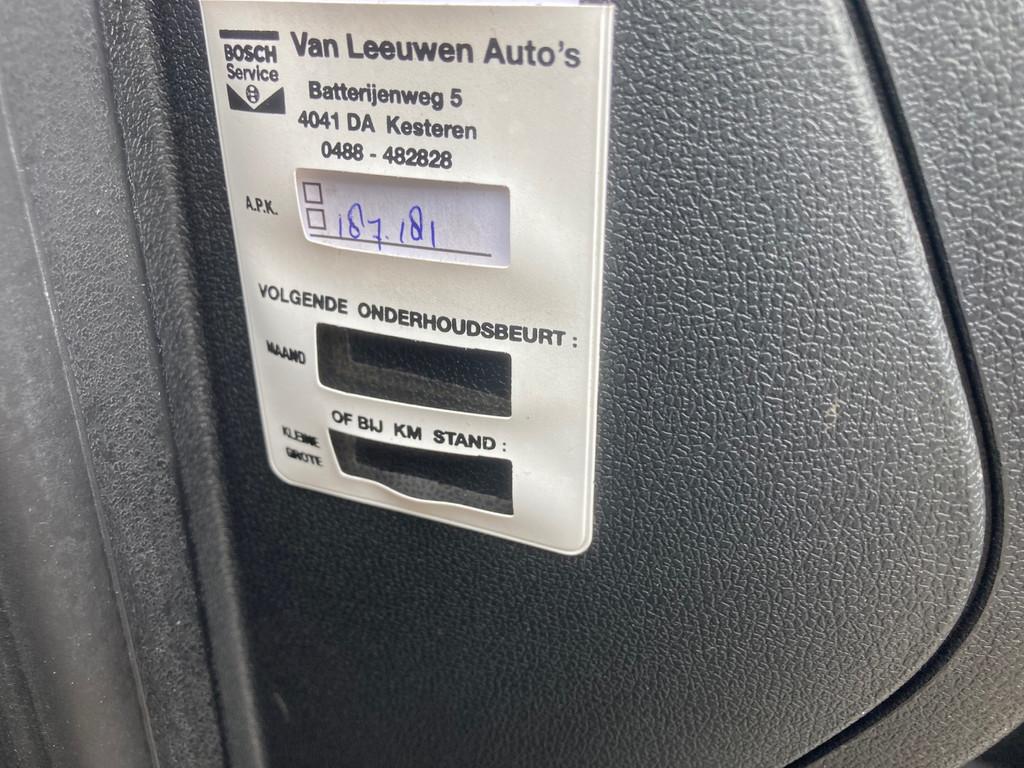 BOSCH
Service
Van Leeuwen Auto's
Batterijenweg 5
4041 DA Kesteren
0488 - 482828
A.P.K.
187.181
VOLGENDE ONDERHOUDSBEURT :
MAAND
OF BIJ KM STAND :
KLEINE
GROTE